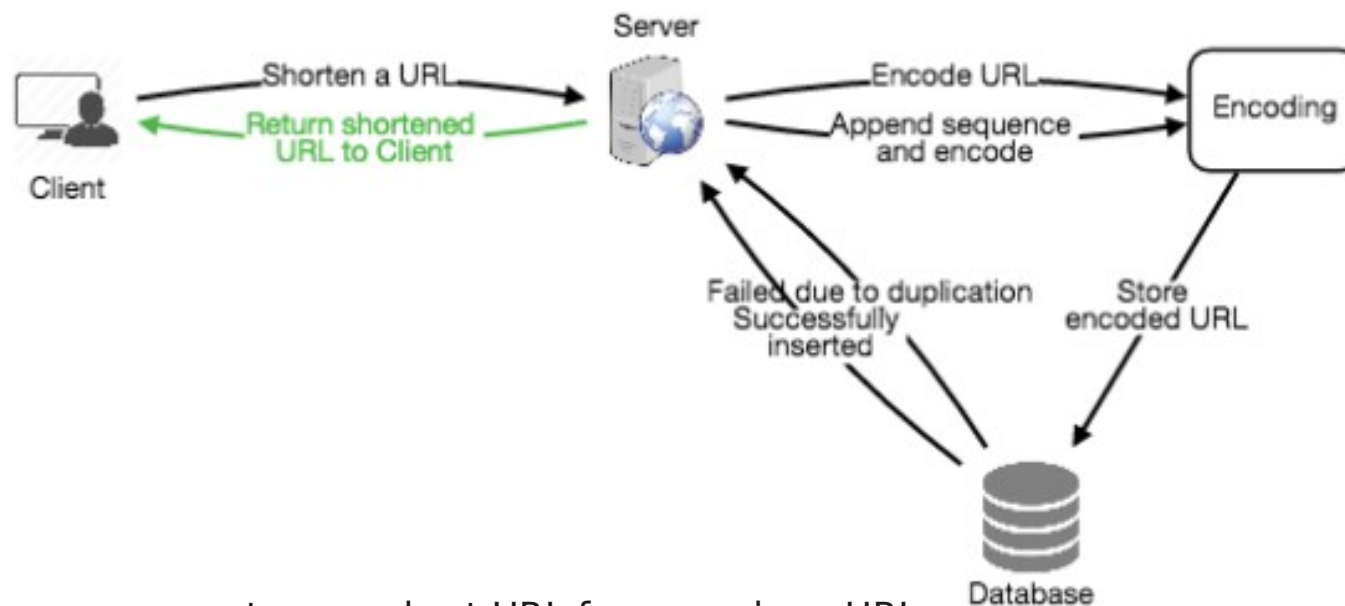 Server
Shorten a URL
Return shortened
URL to Client
Client
Encode URL
Append sequence
and encode
Encoding
Failed due to duplication
Successfully
inserted
Store
encoded URL
Database